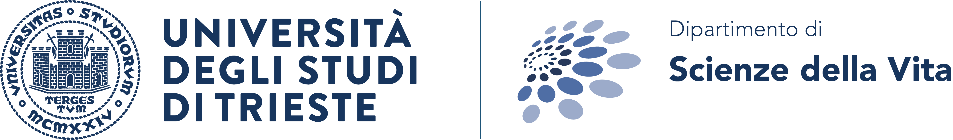 VNIVERSITAS STVDIORVM
TERGES
TVM
MCMXXIV
UNIVERSITÀ
DEGLI STUDI
DI TRIESTE
Dipartimento di
Scienze della Vita